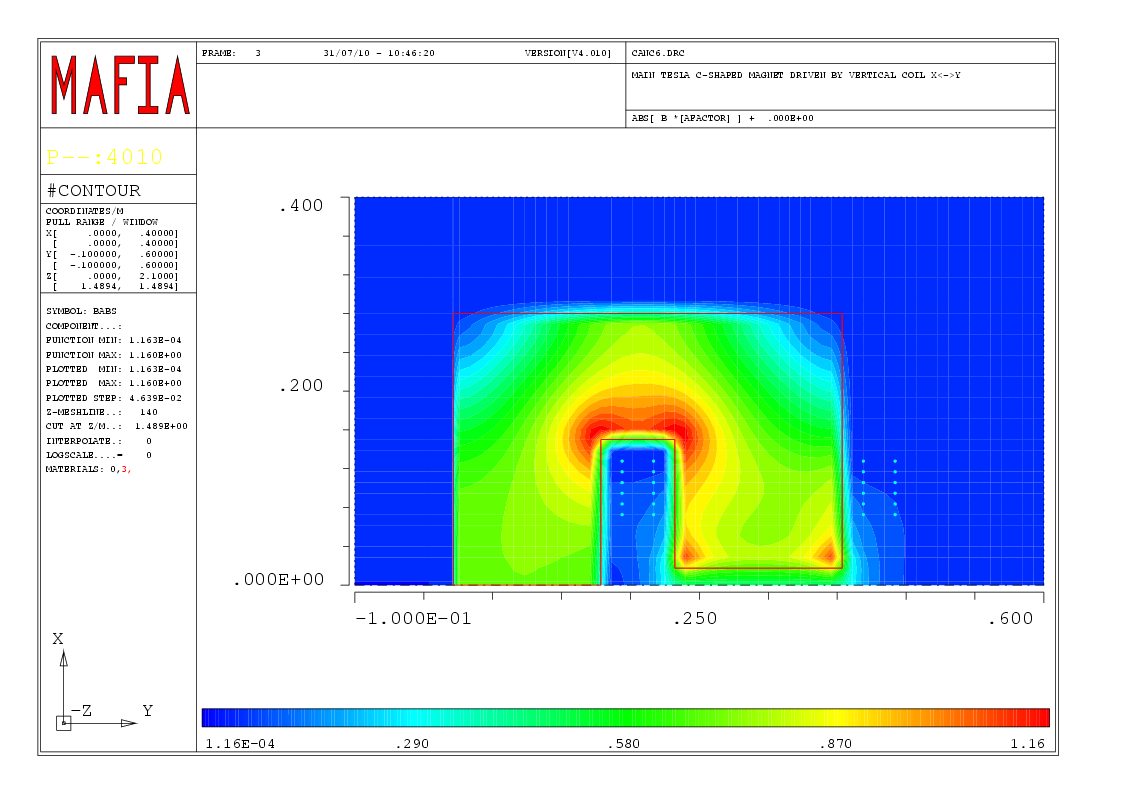 MAFIA
FRAME: 3 31/07/10 - 10:46:20 VERSION[V4.010] CANC6.DRC
MAIN TESLA C-SHAPED MAGNET DRIVEN BY VERTICAL COIL X<->Y
ABS[ B *[AFACTOR] ] + .000E+00
P--:4010
#CONTOUR
COORDINATES/M
FULL RANGE / WINDOW
X[ .0000, .40000]
[ .0000, .40000]
Y[ -.100000, .60000]
[ -.100000, .60000]
Z[ .0000, 2.1000]
[ 1.4894, 1.4894]
SYMBOL: BABS
COMPONENT...:
FUNCTION MIN: 1.163E-04
FUNCTION MAX: 1.160E+00
PLOTTED MIN: 1.163E-04
PLOTTED MAX: 1.160E+00
PLOTTED STEP: 4.639E-02
Z-MESHLINE..: 140
CUT AT Z/M..: 1.489E+00
INTERPOLATE.: 0
LOGSCALE....= 0
MATERIALS: 0,3,
.400
.200
.000E+00
-1.000E-01 .250 .600
X
-Z Y
1.16E-04 .290 .580 .870 1.16